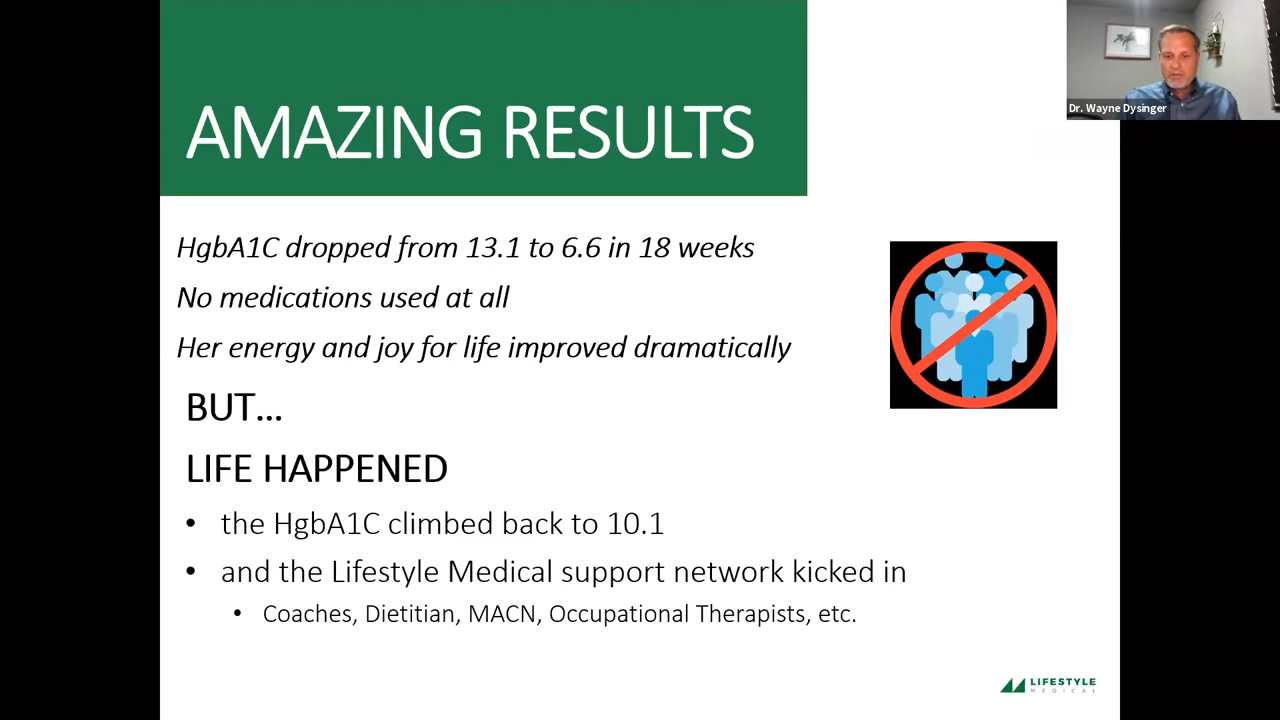 AMAZING RESULTS
Dr. Wayne Dysinger
HgbA1C dropped from 13.1 to 6.6 in 18 weeks
No medications used at all
Her energy and joy for life improved dramatically
BUT...
LIFE HAPPENED
• the HgbA1C climbed back to 10.1
• and the Lifestyle Medical support network kicked in
• Coaches, Dietitian, MACN, Occupational Therapists, etc.
LIFESTYLE
MEDICAL